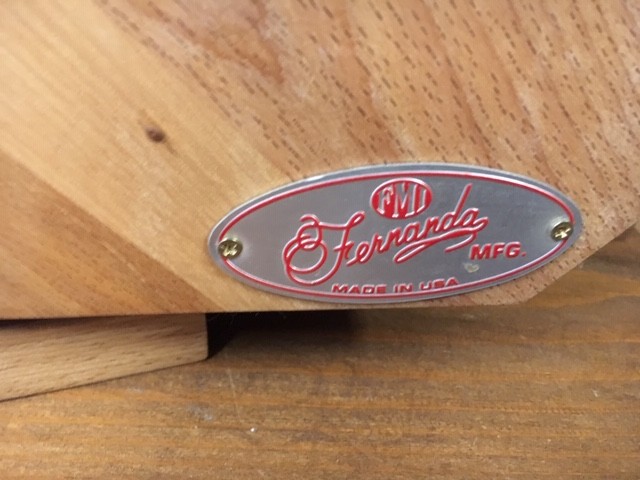 FMI
Fernanda
MFG.
MADE IN USA